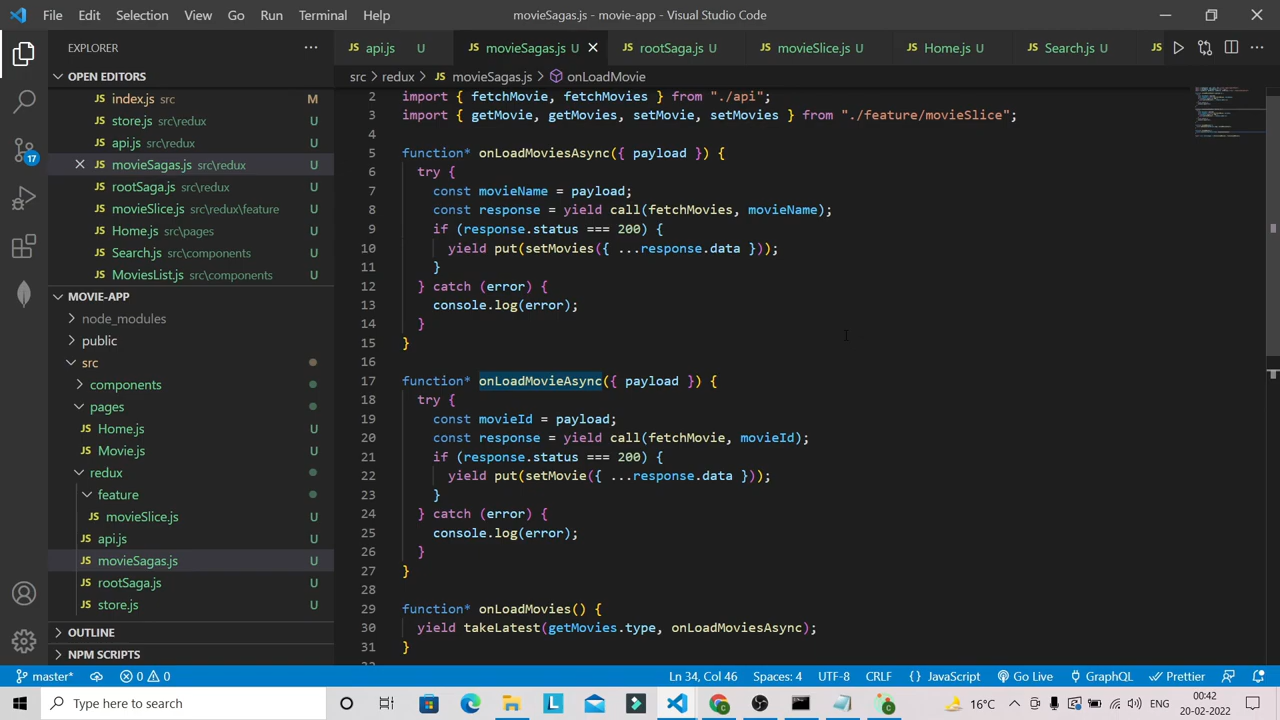 File Edit Selection View Go Run Terminal Help movieSagas.js - movie-app - Visual Studio Code
EXPLORER
OPEN EDITORS
index.js src M
store.js src\redux U
api.js src\redux U
movieSagas.js src\redux U
rootSaga.js src\redux U
movieSlice.js src\redux\feature U
Home.js src\pages U
Search.js src\components U
MoviesList.js src\components U
MOVIE-APP
node_modules
public
src
components
pages
Home.js U
Movie.js U
redux
feature
movieSlice.js U
api.js U
movieSagas.js U
rootSaga.js U
store.js U
OUTLINE
NPM SCRIPTS
17
JS api.js U JS movieSagas.js U JS rootSaga.js U JS movieSlice.js U JS Home.js U JS Search.js U JS
src > redux > JS movieSagas.js > onLoadMovie
2 import { fetchMovie, fetchMovies } from "./api";
3 import { getMovie, getMovies, setMovie, setMovies } from "./feature/movieSlice";
4
5 function* onLoadMoviesAsync({ payload }) {
6 try {
7 const movieName = payload;
8 const response = yield call(fetchMovies, movieName);
9 if (response.status === 200) {
10 yield put(setMovies({ ...response.data }));
11 }
12 } catch (error) {
13 console.log(error);
14 }
15 }
16
17 function* onLoadMovieAsync({ payload }) {
18 try {
19 const movieId = payload;
20 const response = yield call(fetchMovie, movieId);
21 if (response.status === 200) {
22 yield put(setMovie({ ...response.data }));
23 }
24 } catch (error) {
25 console.log(error);
26 }
27 }
28
29 function* onLoadMovies() {
30 yield takeLatest(getMovies.type, onLoadMoviesAsync);
31 }
master* 0 0 Ln 34, Col 46 Spaces: 4 UTF-8 CRLF {} JavaScript Go Live GraphQL Prettier
Type here to search 16°C ENG 00:42
20-02-2022